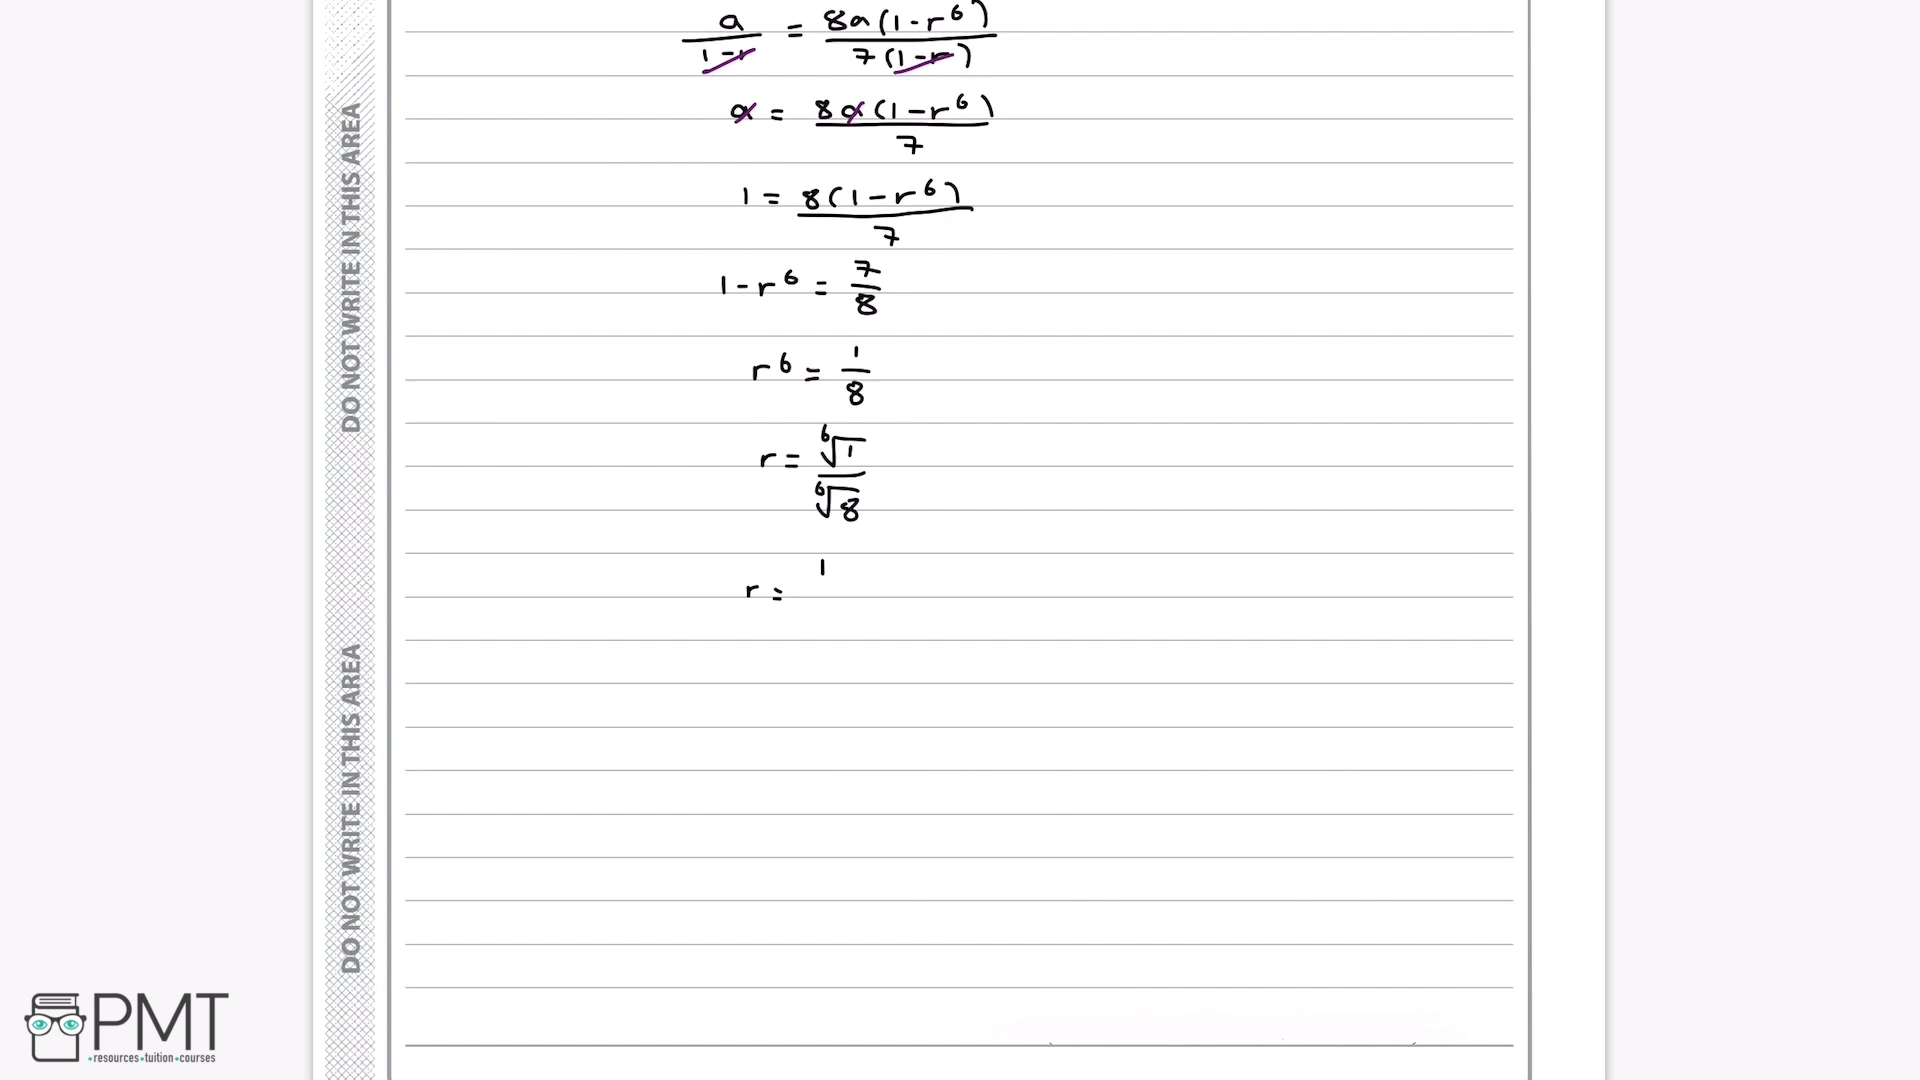 a/(1-r) = 8a(1-r⁶)/7(1-r)
a = 8a(1-r⁶)/7
1 = 8(1-r⁶)/7
1-r⁶ = 7/8
r⁶ = 1/8
r = ⁶√1/⁶√8
r = 1
DO NOT WRITE IN THIS AREA
DO NOT WRITE IN THIS AREA
PMT
•resources•tuition•courses